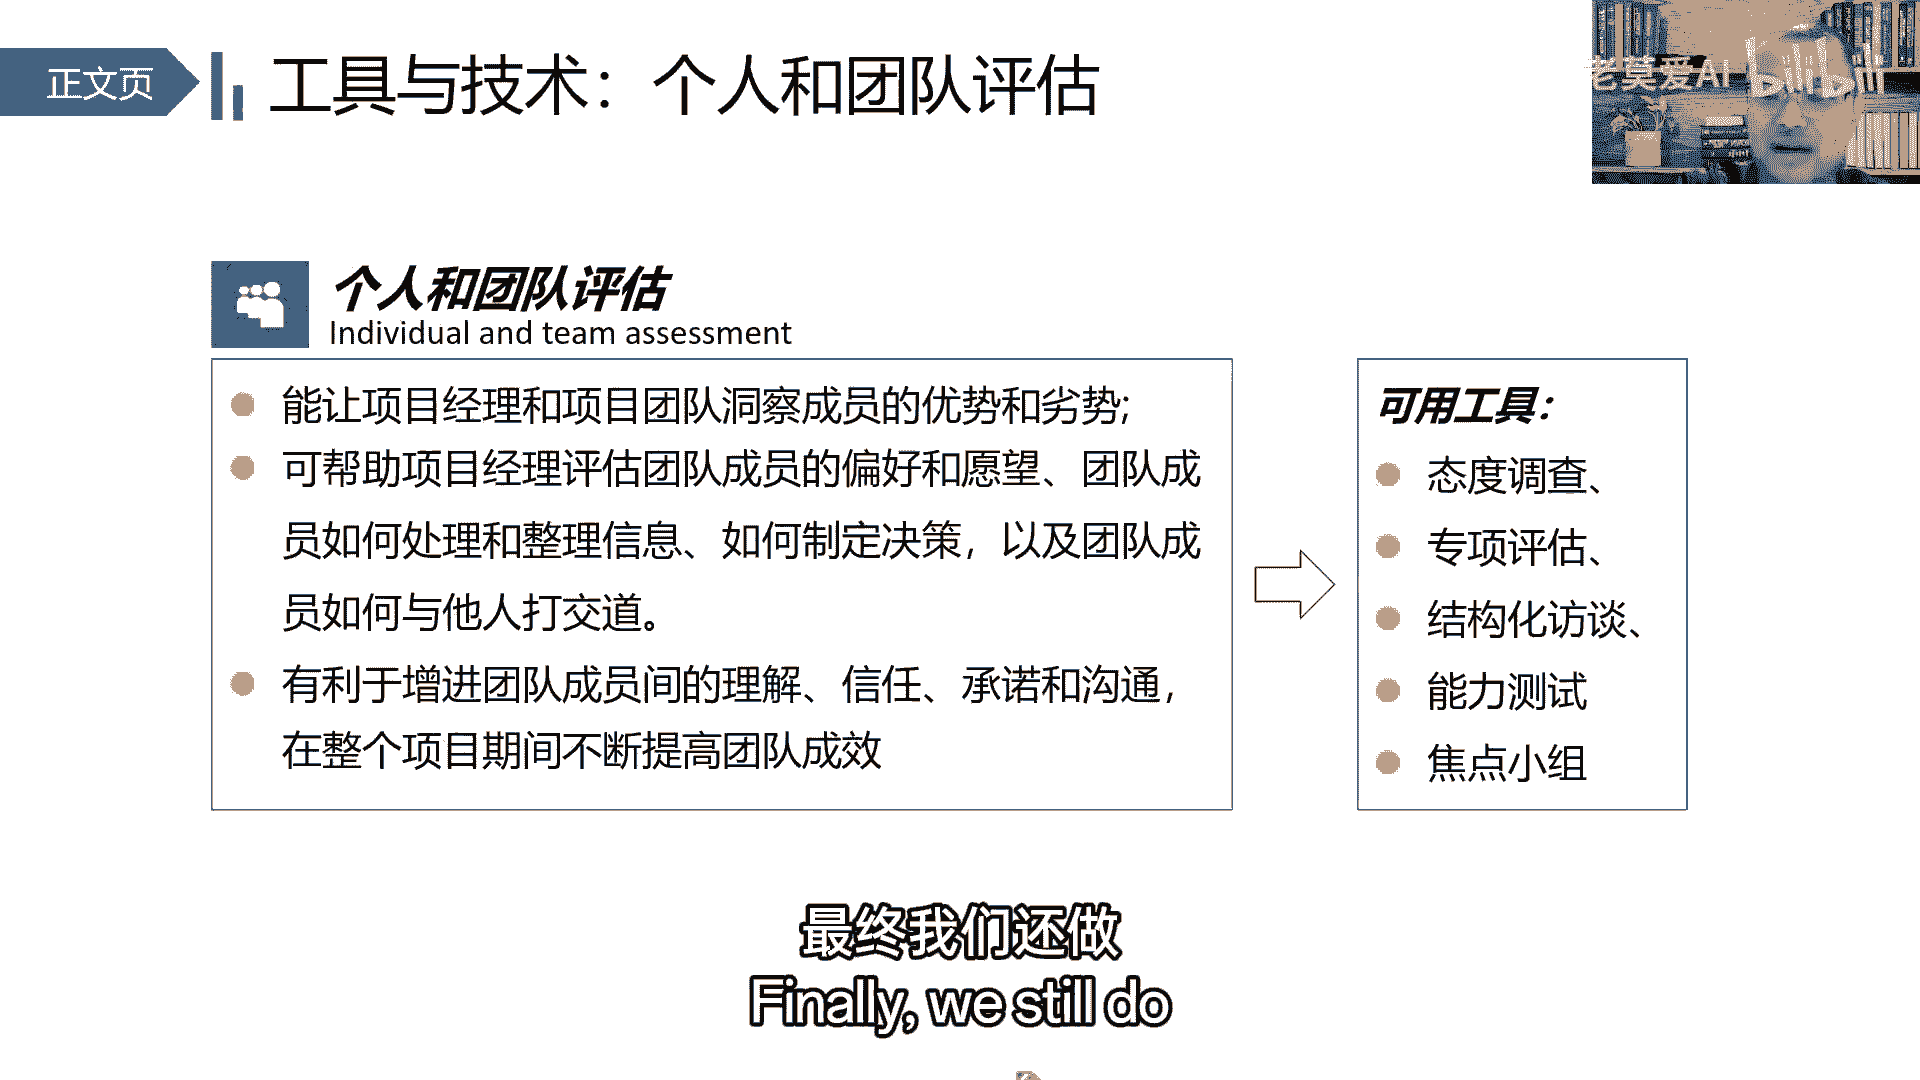 正文页
工具与技术：个人和团队评估
老莫爱AI
bilibili
个人和团队评估
Individual and team assessment
能让项目经理和项目团队洞察成员的优势和劣势;
可帮助项目经理评估团队成员的偏好和愿望、团队成
员如何处理和整理信息、如何制定决策，以及团队成
员如何与他人打交道。
有利于增进团队成员间的理解、信任、承诺和沟通，
在整个项目期间不断提高团队成效
可用工具：
态度调查、
专项评估、
结构化访谈、
能力测试
焦点小组
最终我们还做
Finally, we still do